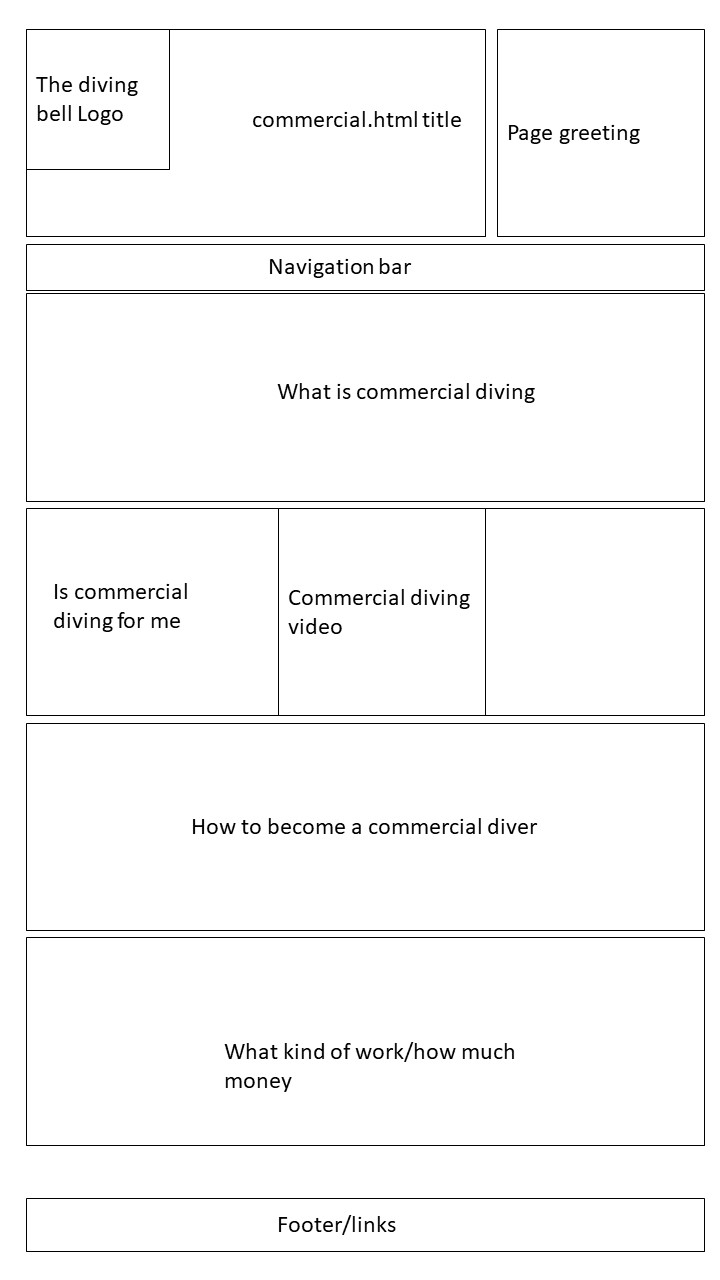 The diving
bell Logo
commercial.html title
Page greeting
Navigation bar
What is commercial diving
Is commercial
diving for me
Commercial diving
video
How to become a commercial diver
What kind of work/how much
money
Footer/links